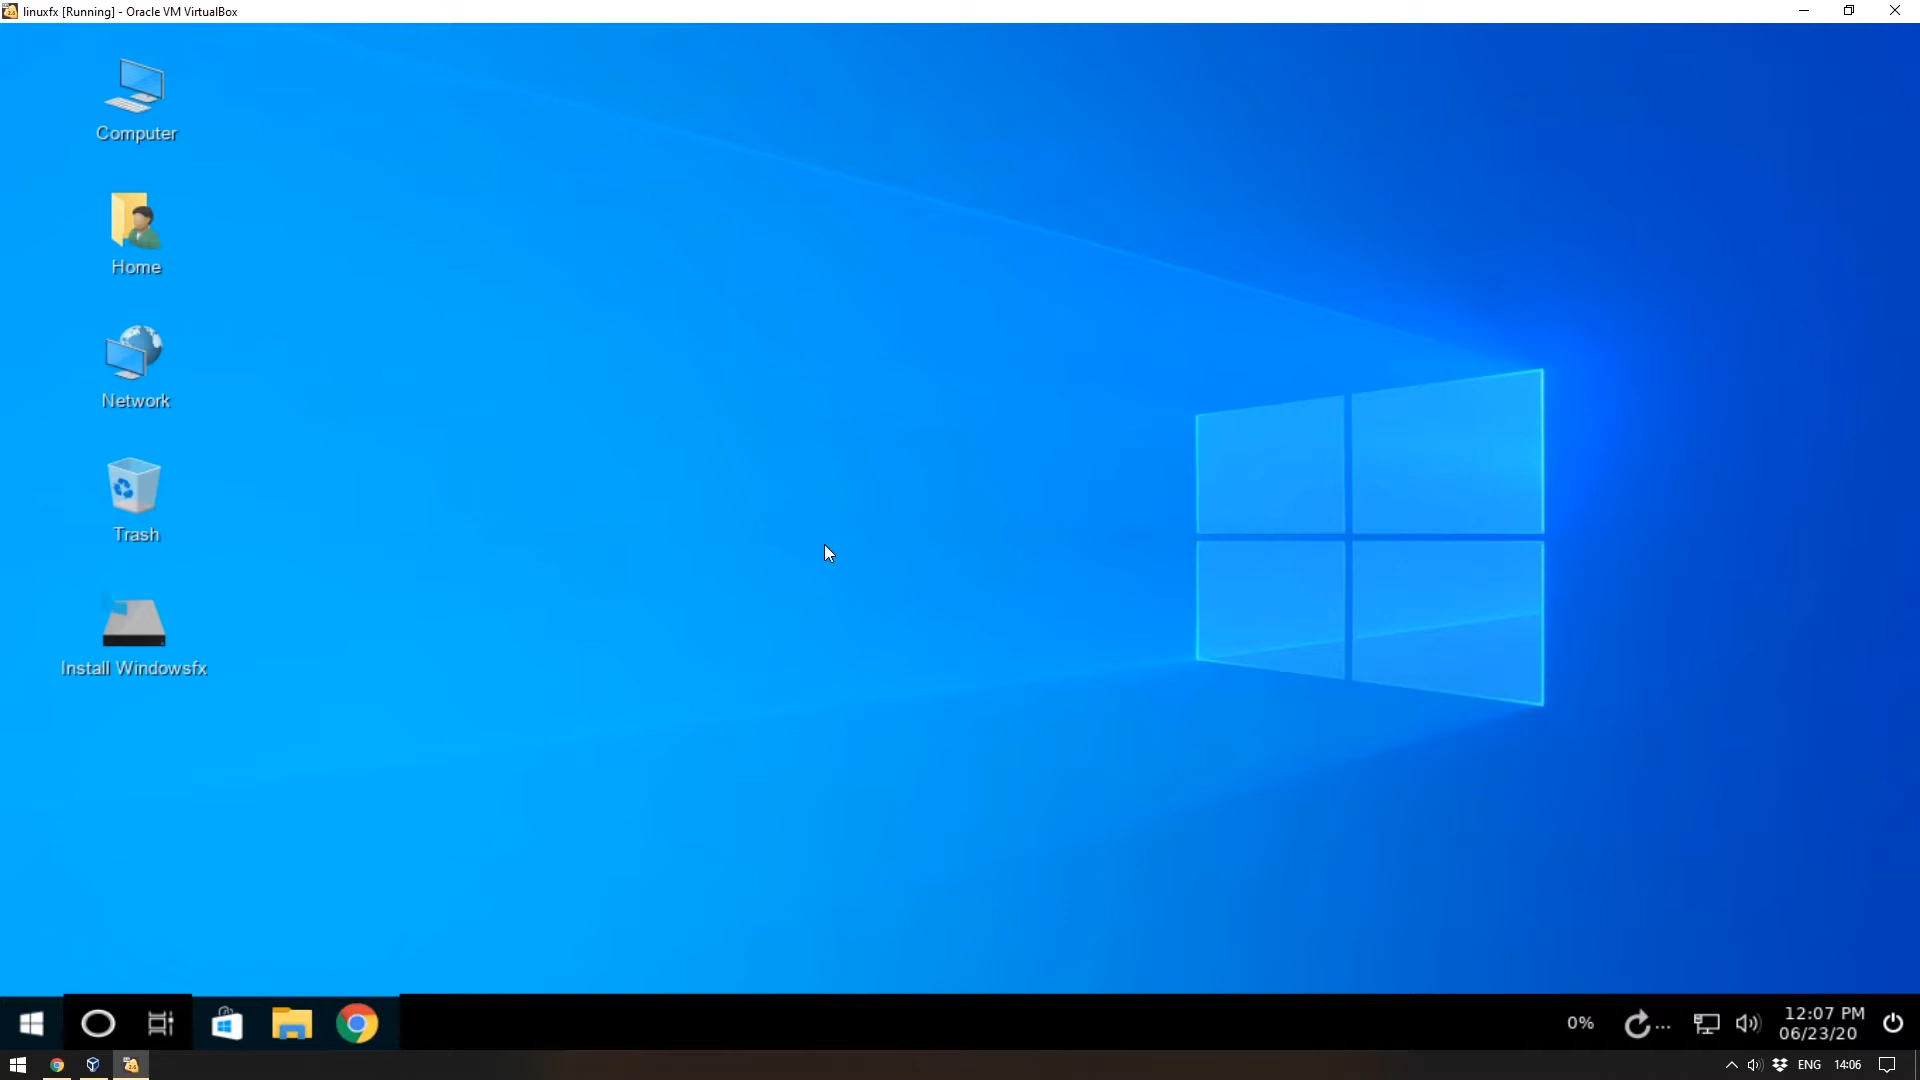 linuxfx [Running] - Oracle VM VirtualBox
Computer
Home
Network
Trash
Install Windowsfx
0%
...
12:07 PM
06/23/20
ENG
14:06